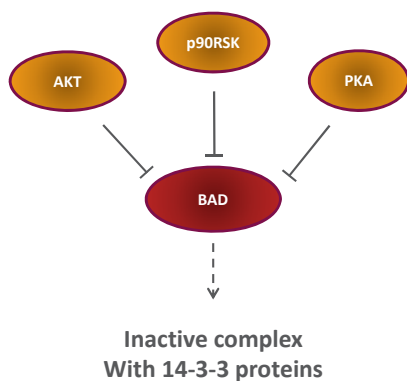 p90RSK
AKT
PKA
BAD
Inactive complex
With 14-3-3 proteins